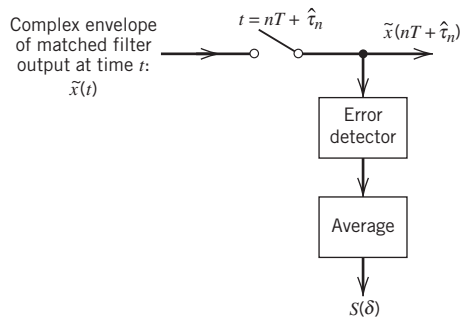 Complex envelope
of matched filter
output at time t:
x̃(t)
t = nT + τ̂ₙ
x̃(nT + τ̂ₙ)
Error
detector
Average
S(δ)